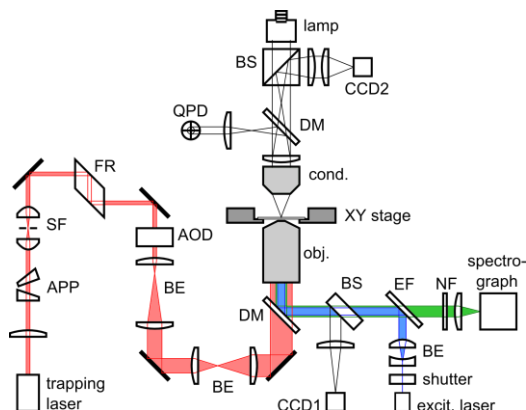 lamp
BS
CCD2
QPD
DM
FR
cond.
XY stage
SF
AOD
obj.
APP
BE
DM
BS
EF
NF
spectro-
graph
BE
BE
shutter
trapping
laser
CCD1
excit. laser